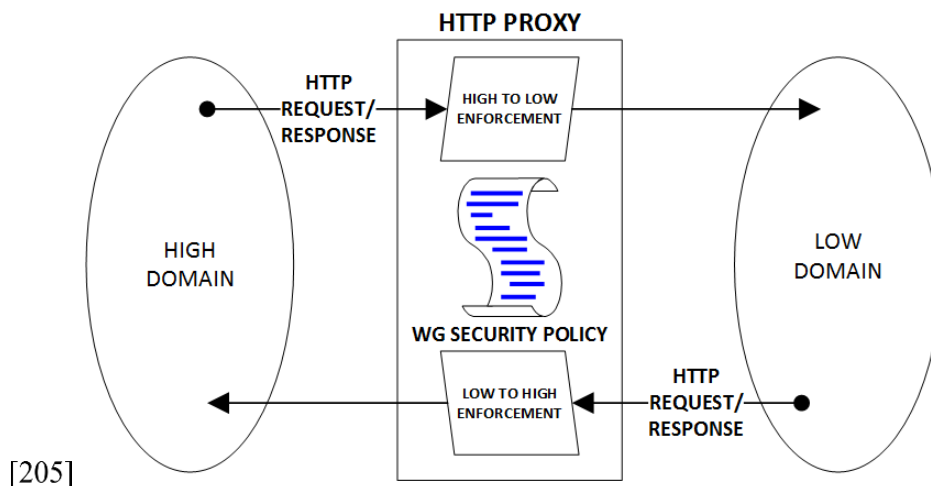 HTTP PROXY
HTTP
REQUEST/
RESPONSE
HIGH TO LOW
ENFORCEMENT
HIGH
DOMAIN
LOW
DOMAIN
WG SECURITY POLICY
LOW TO HIGH
ENFORCEMENT
HTTP
REQUEST/
RESPONSE
[205]